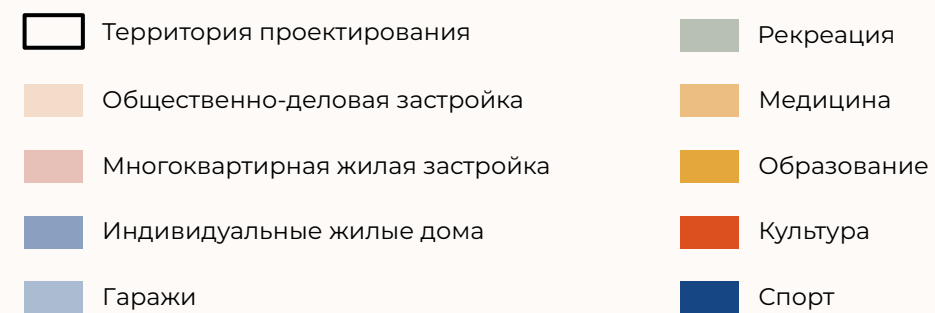 Территория проектирования
Общественно-деловая застройка
Многоквартирная жилая застройка
Индивидуальные жилые дома
Гаражи
Рекреация
Медицина
Образование
Культура
Спорт